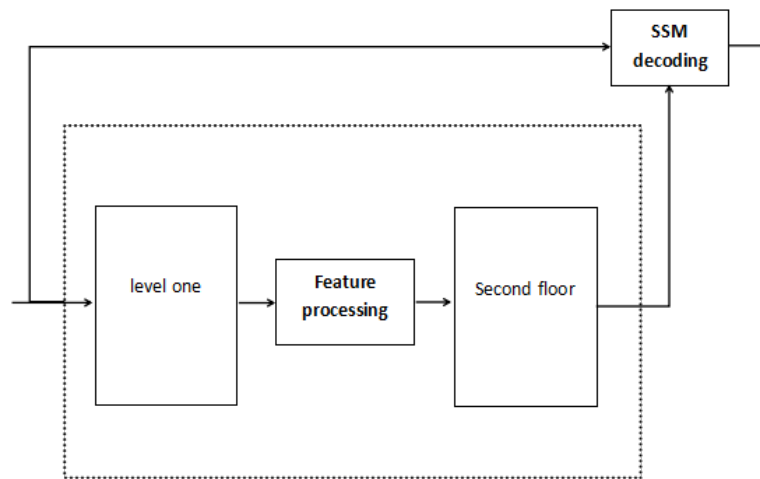 SSM
decoding
level one
Feature
processing
Second floor